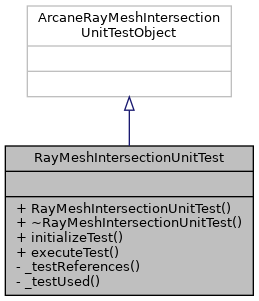 ArcaneRayMeshIntersection
UnitTestObject
RayMeshIntersectionUnitTest
+ RayMeshIntersectionUnitTest()
+ ~RayMeshIntersectionUnitTest()
+ initializeTest()
+ executeTest()
- _testReferences()
- _testUsed()